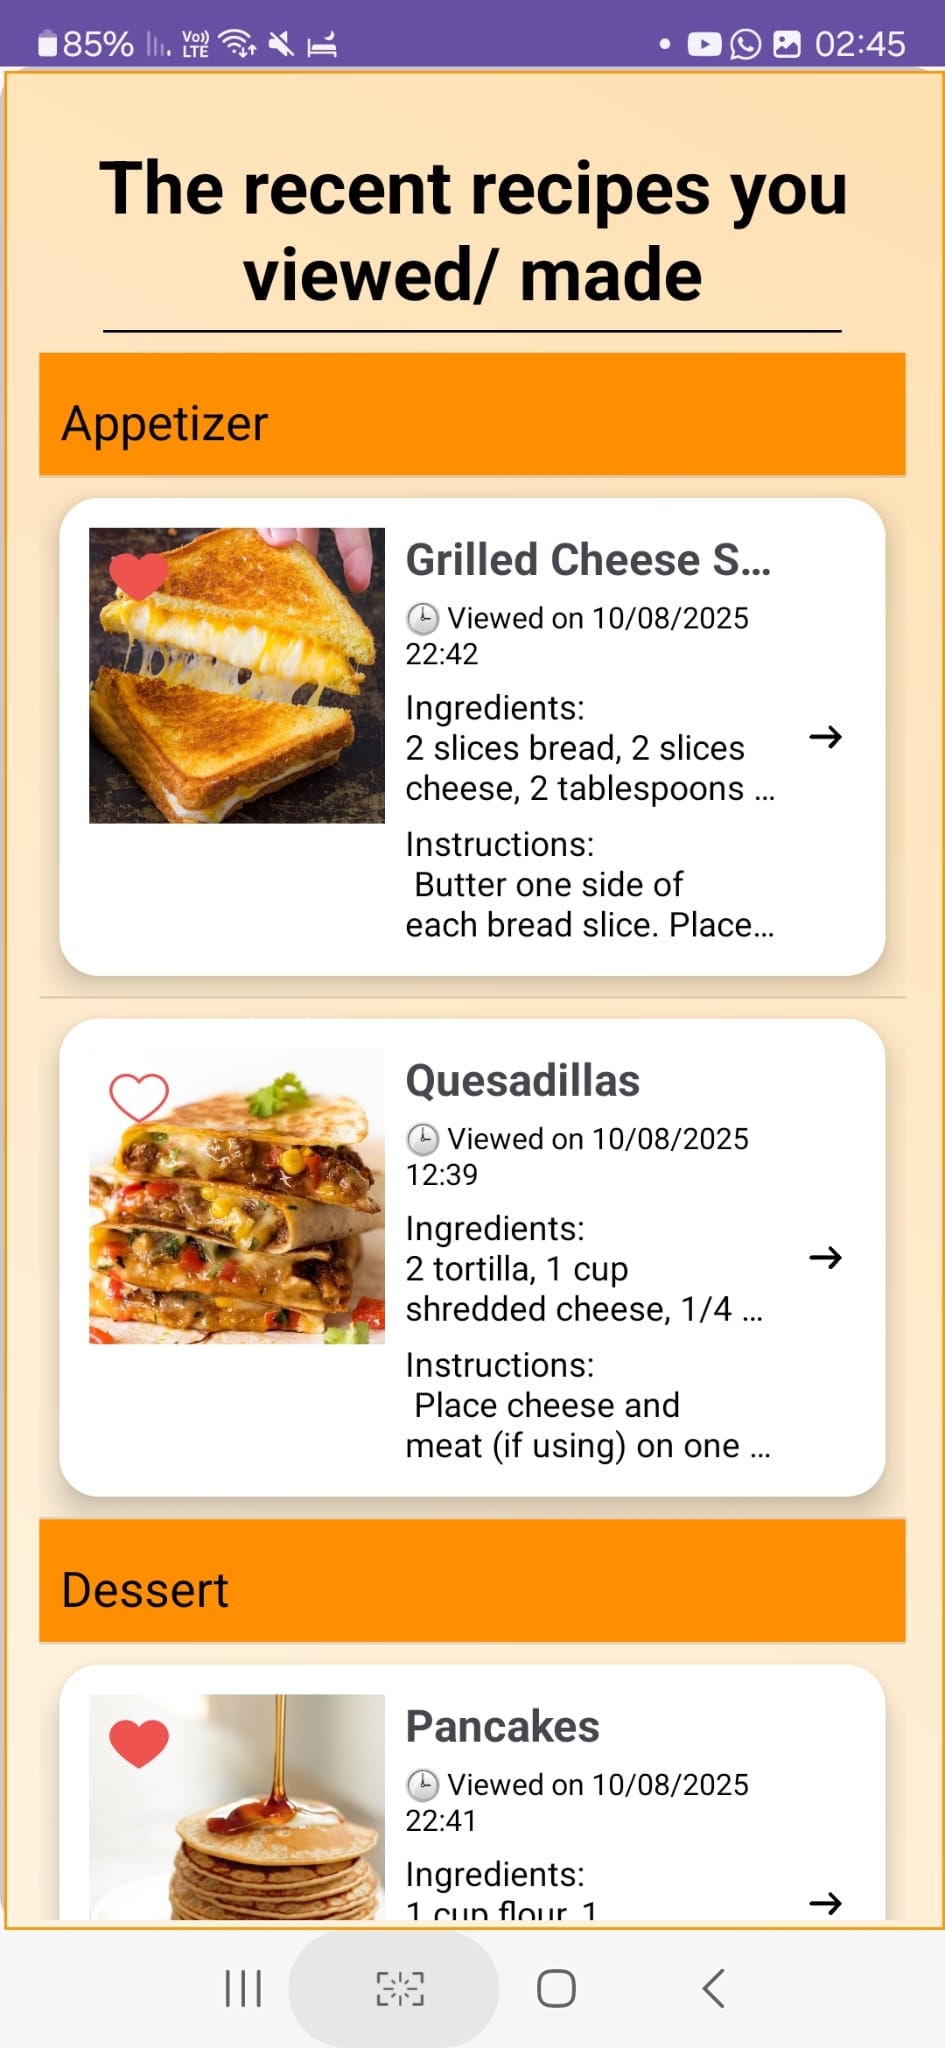 85% Vo)) LTE 02:45
The recent recipes you
viewed/ made
Appetizer
Grilled Cheese S...
Viewed on 10/08/2025
22:42
Ingredients:
2 slices bread, 2 slices
cheese, 2 tablespoons ...
Instructions:
Butter one side of
each bread slice. Place...
Quesadillas
Viewed on 10/08/2025
12:39
Ingredients:
2 tortilla, 1 cup
shredded cheese, 1/4 ...
Instructions:
Place cheese and
meat (if using) on one ...
Dessert
Pancakes
Viewed on 10/08/2025
22:41
Ingredients:
1 cup flour, 1